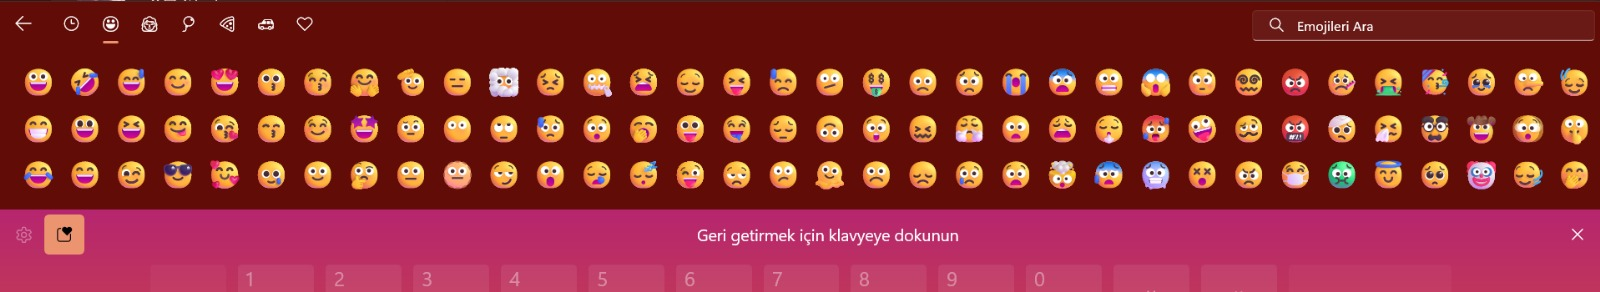 Emojileri Ara
Geri getirmek için klavyeye dokunun
1 2 3 4 5 6 7 8 9 0